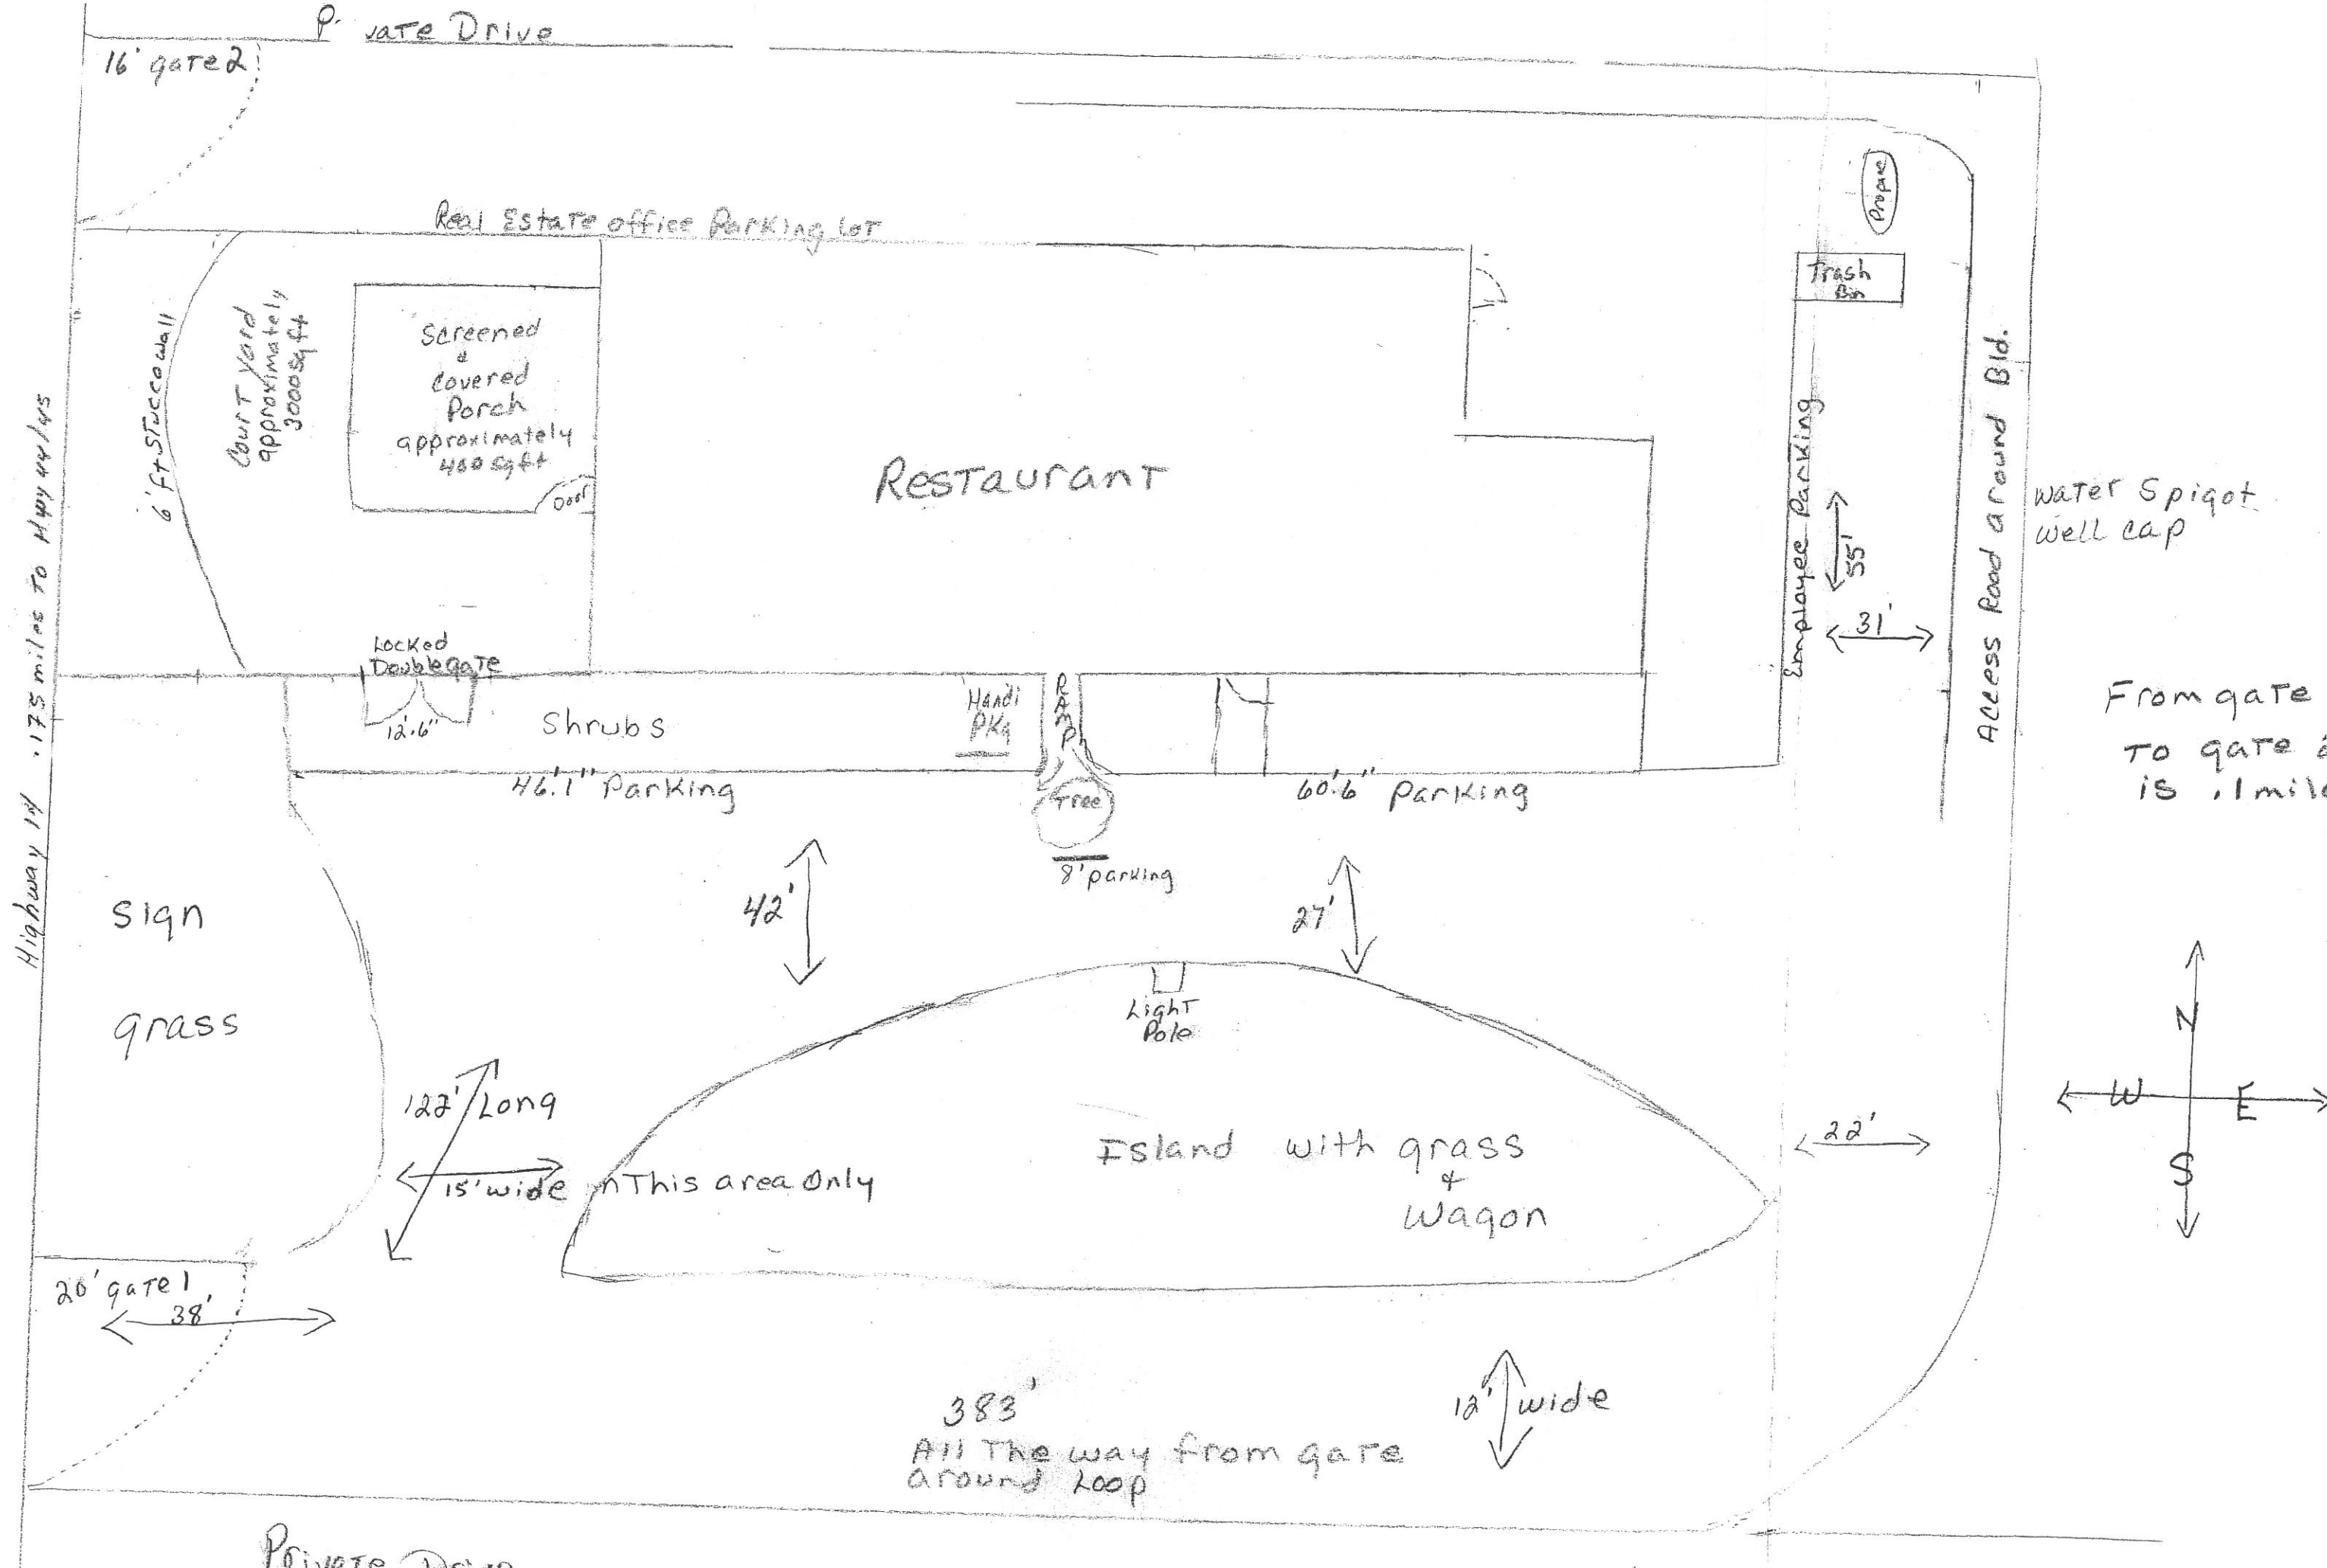 P. vate Drive
16' gate 2
Propane
Real Estate office Parking Lot
Trash
Bin
6' ft Stucco wall
Court Yard
approximately
3000 sq ft
Screened
&
Covered
Porch
approximately
400 sqft
Door
Restaurant
Employee Parking
55'
31'
Access Road around Bld.
water Spigot
well cap
Highway 14 .175 miles To Hwy 44/45
Locked
Double gate
12'.6"
Shrubs
Handi
PKg
RAMP
From gate
To gate 2
is .1 mile
46'.1" Parking
Tree
60'.6" Parking
8' parking
Sign
grass
42'
27'
Light
Pole
N
W
E
S
122' Long
15' wide in This area Only
Island with grass
&
Wagon
22'
20' gate 1
38'
383'
All The way from gate
around Loop
12' wide
Private Drive